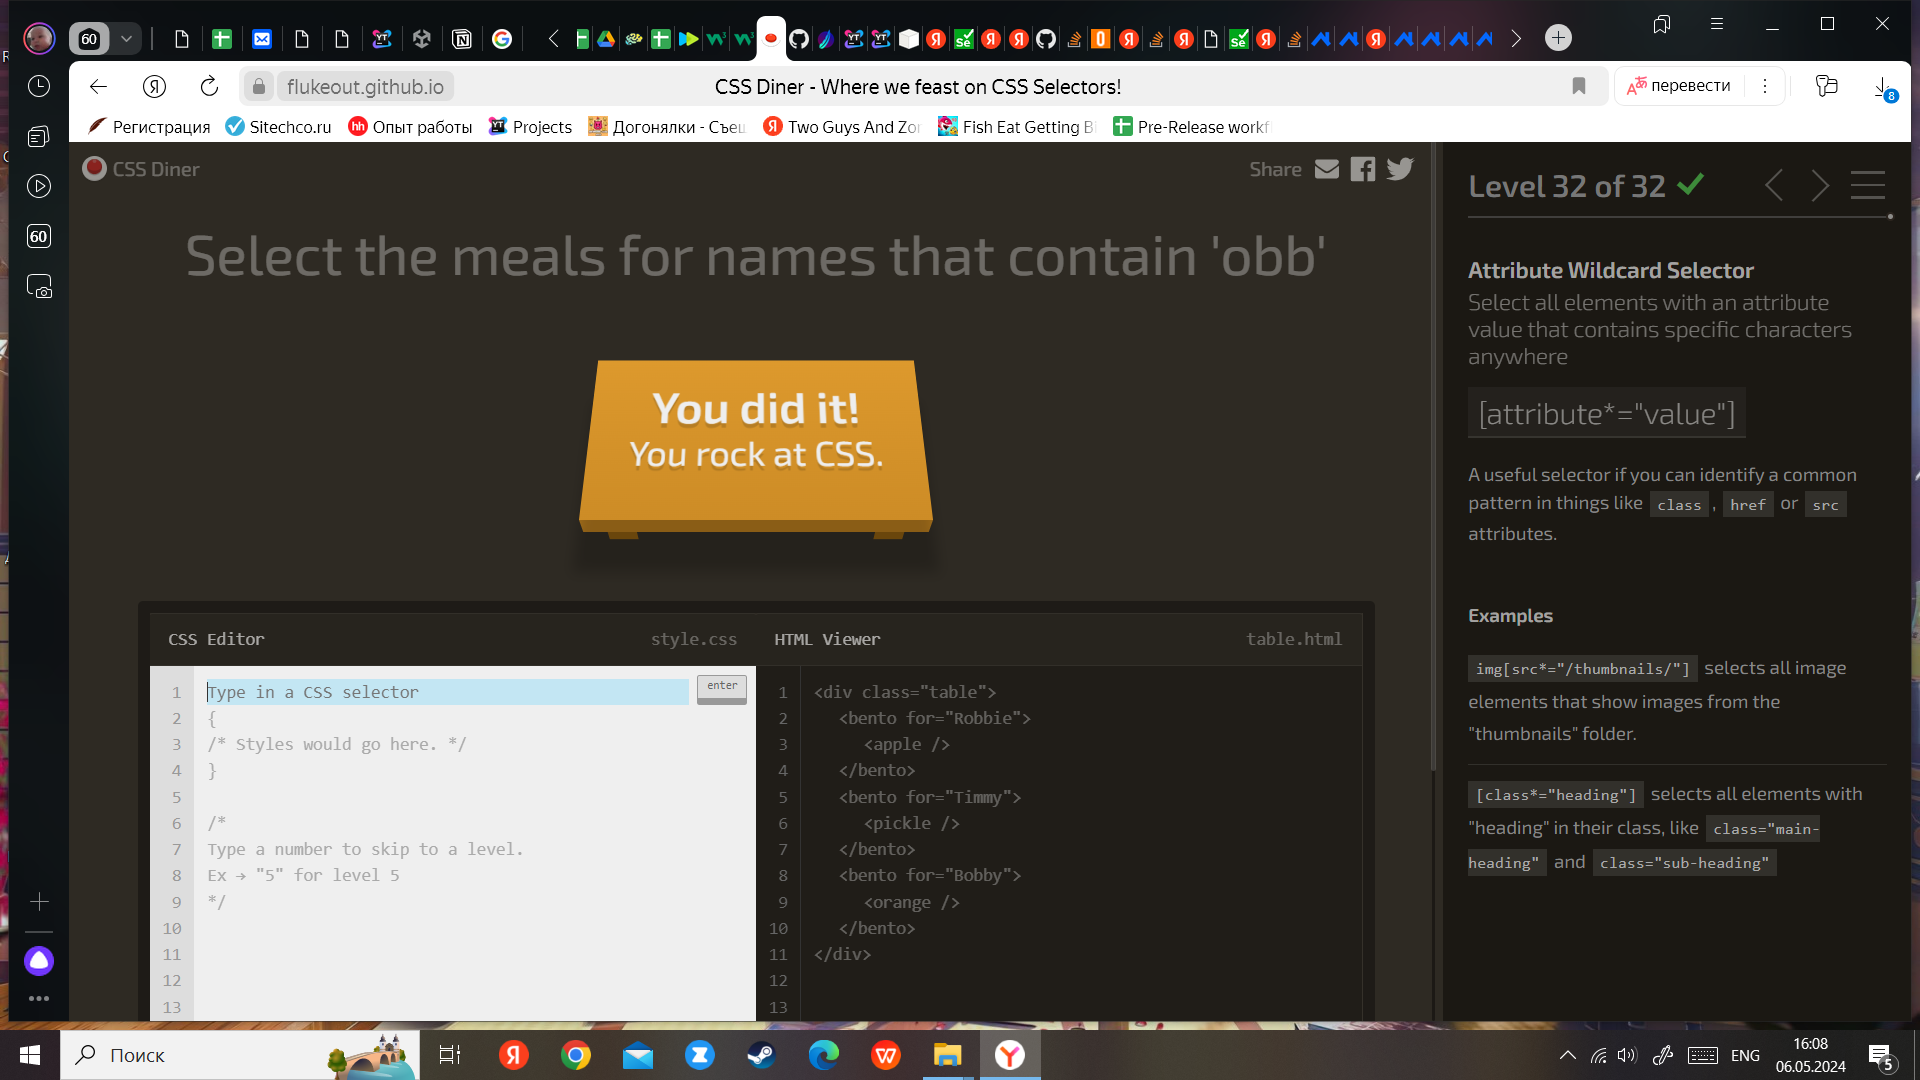 60
flukeout.github.io
CSS Diner - Where we feast on CSS Selectors!
перевести
8
Регистрация
Sitechco.ru
hh
Опыт работы
Projects
Догонялки - Съеш
Two Guys And Zor
Fish Eat Getting B
Pre-Release workf
60
CSS Diner
Share
Select the meals for names that contain 'obb'
You did it!
You rock at CSS.
CSS Editor
style.css
HTML Viewer
table.html
1
2
3
4
5
6
7
8
9
10
11
12
13
Type in a CSS selector
{
/* Styles would go here. */
}
/*
Type a number to skip to a level.
Ex → "5" for level 5
*/
enter
1
2
3
4
5
6
7
8
9
10
11
12
13
<div class="table">
<bento for="Robbie">
<apple />
</bento>
<bento for="Timmy">
<pickle />
</bento>
<bento for="Bobby">
<orange />
</bento>
</div>
Level 32 of 32
Attribute Wildcard Selector
Select all elements with an attribute
value that contains specific characters
anywhere
[attribute*="value"]
A useful selector if you can identify a common
pattern in things like class, href or src
attributes.
Examples
img[src*="/thumbnails/"] selects all image
elements that show images from the
"thumbnails" folder.
[class*="heading"] selects all elements with
"heading" in their class, like class="main-
heading" and class="sub-heading"
Поиск
ENG
16:08
06.05.2024
5